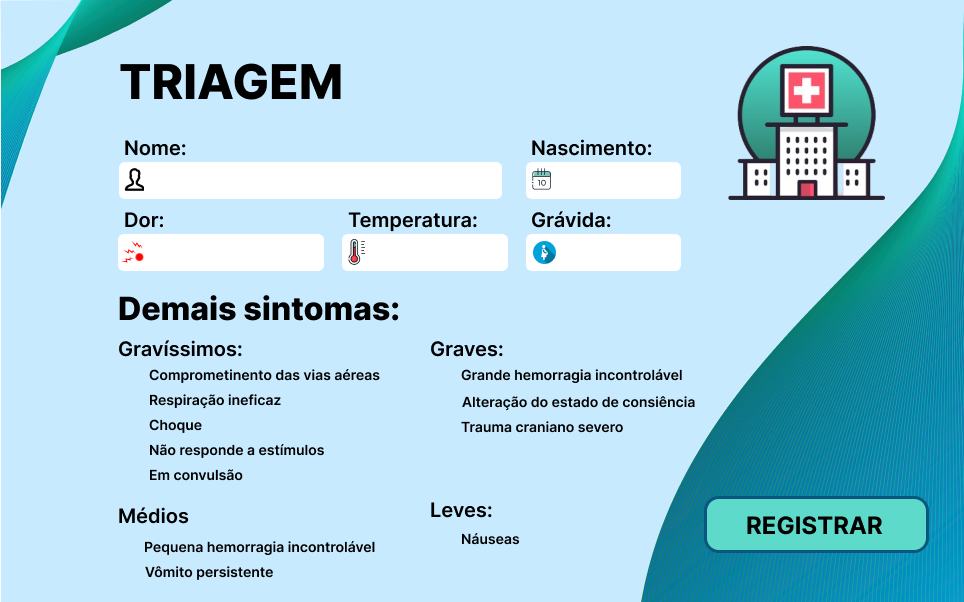 TRIAGEM
Nome:
Nascimento:
10
Dor:
Temperatura:
Grávida:
Demais sintomas:
Gravíssimos:
Comprometinento das vias aéreas
Respiração ineficaz
Choque
Não responde a estímulos
Em convulsão
Graves:
Grande hemorragia incontrolável
Alteração do estado de consiência
Trauma craniano severo
Médios
Pequena hemorragia incontrolável
Vômito persistente
Leves:
Náuseas
REGISTRAR